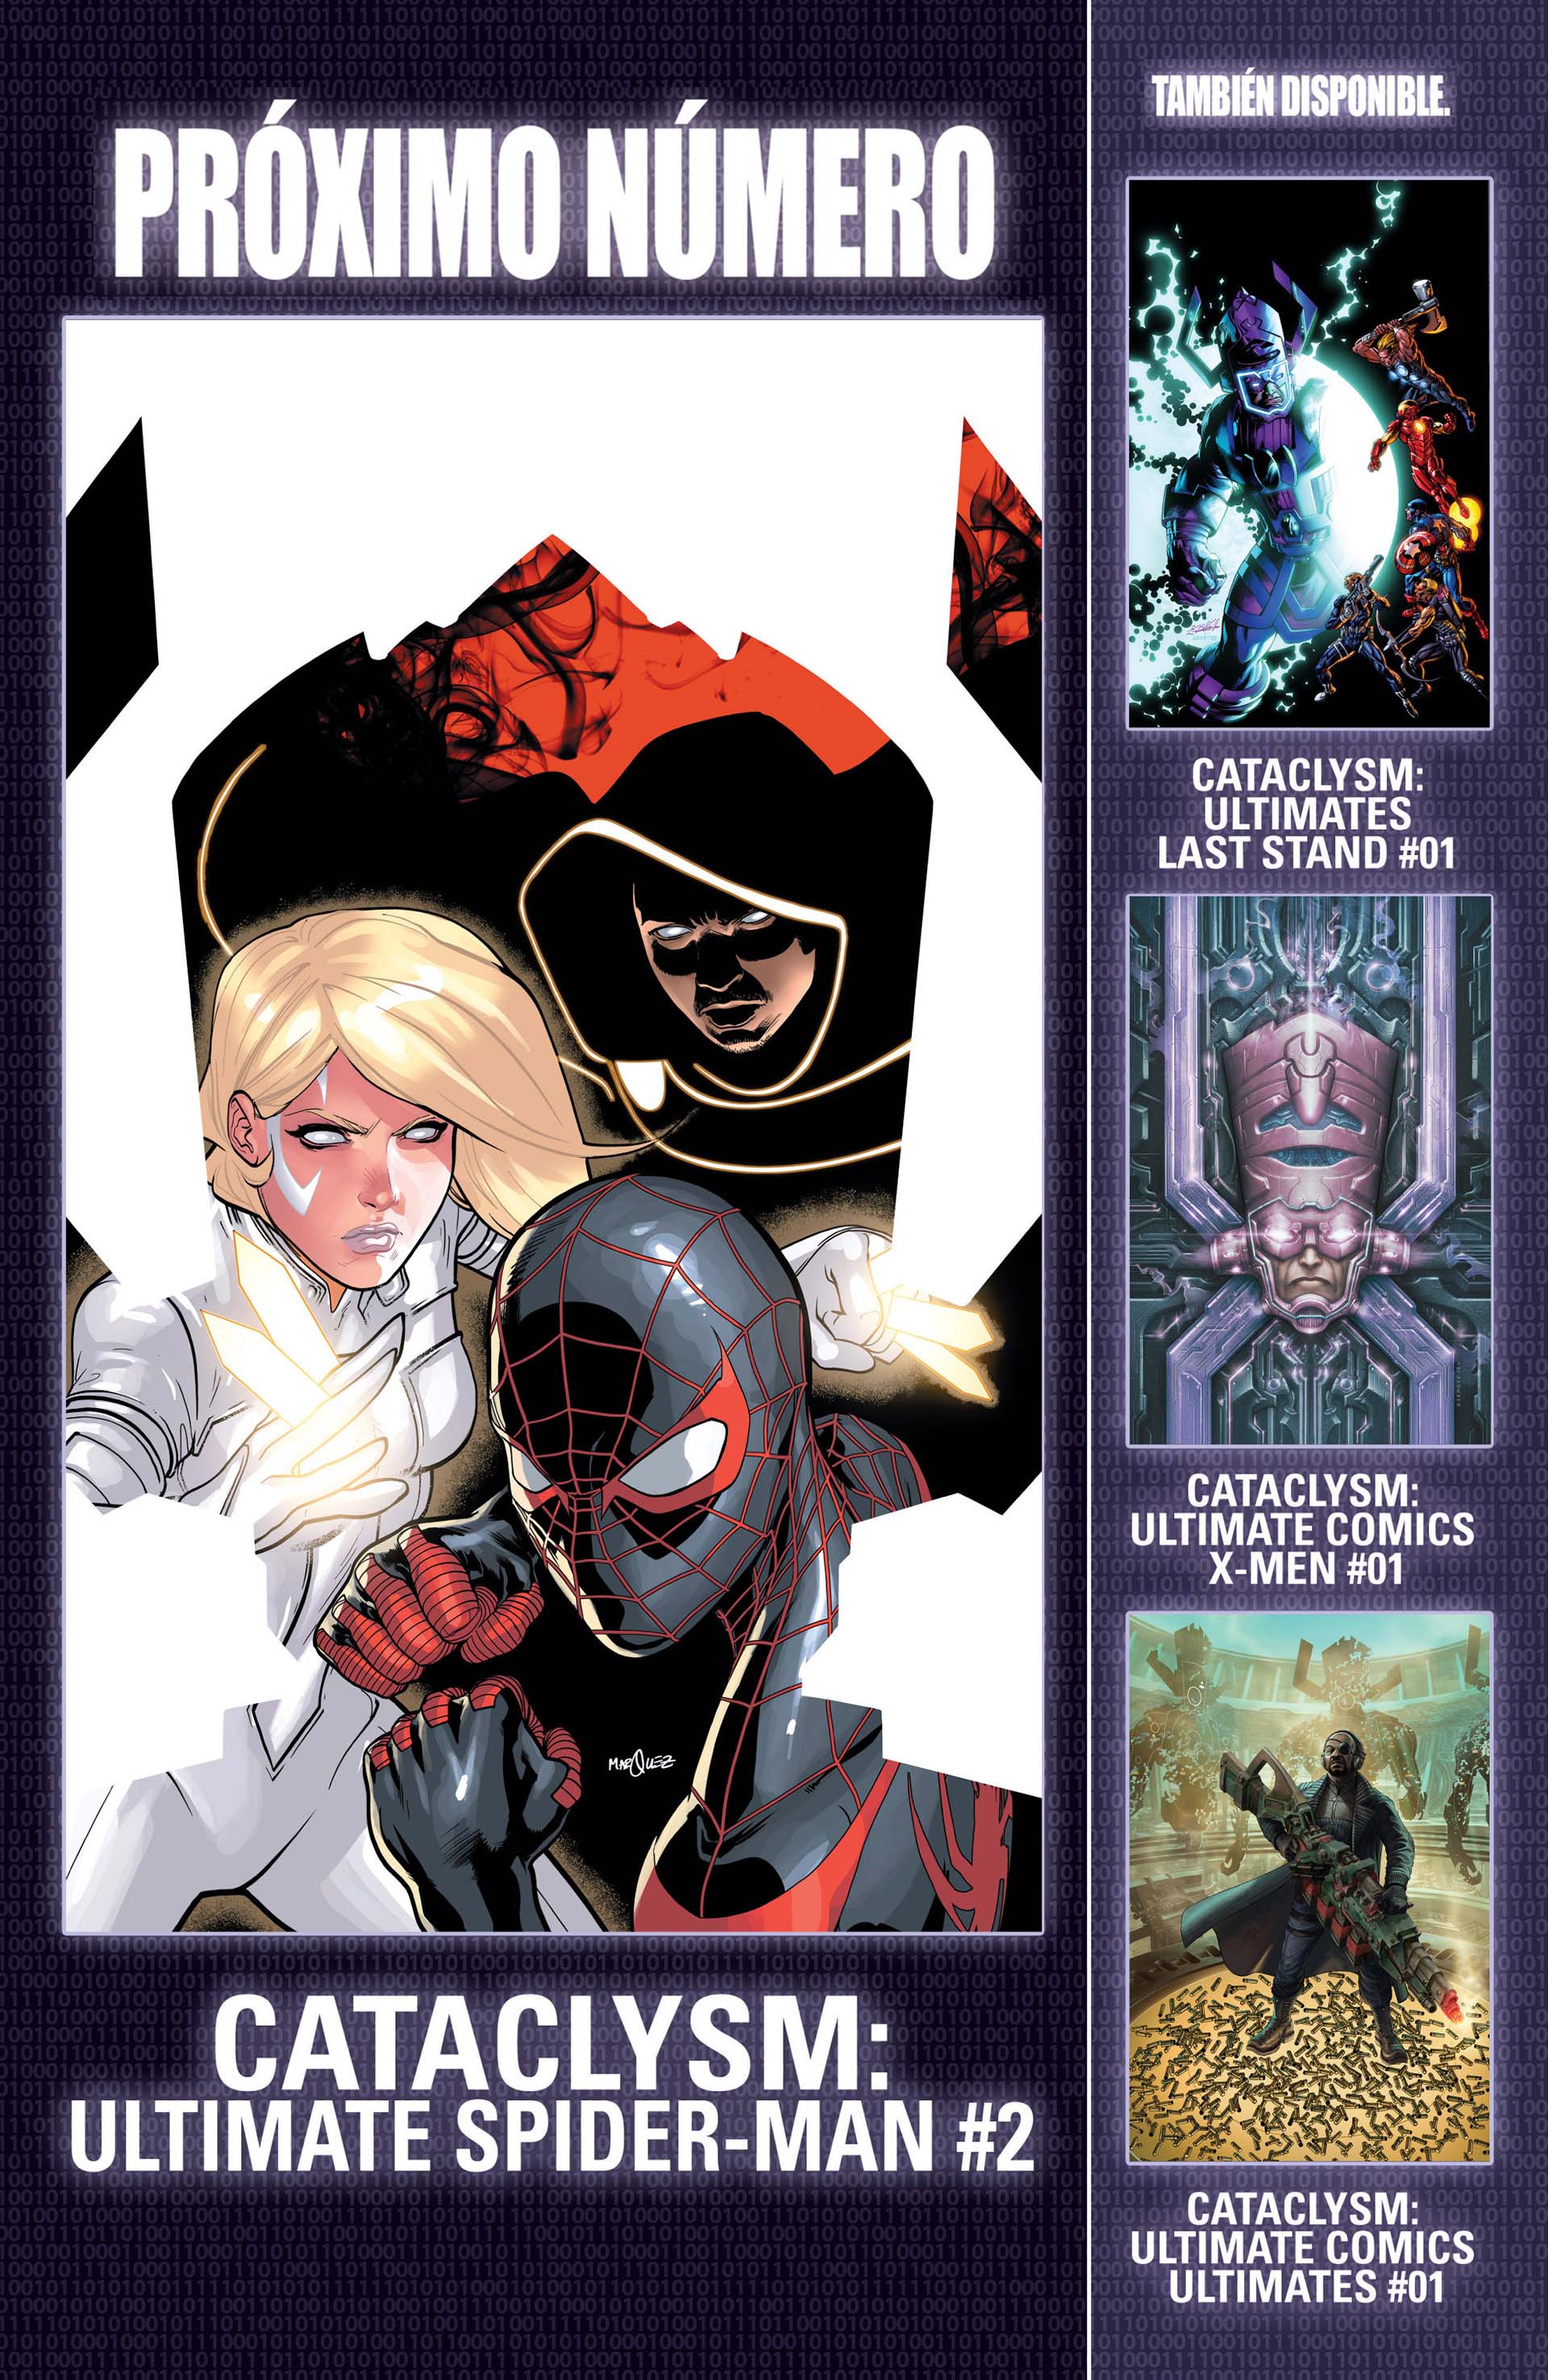 PRÓXIMO NÚMERO
MARQUEZ
CATACLYSM:
ULTIMATE SPIDER-MAN #2
TAMBIÉN DISPONIBLE.
CATACLYSM:
ULTIMATES
LAST STAND #01
CATACLYSM:
ULTIMATE COMICS
X-MEN #01
CATACLYSM:
ULTIMATE COMICS
ULTIMATES #01